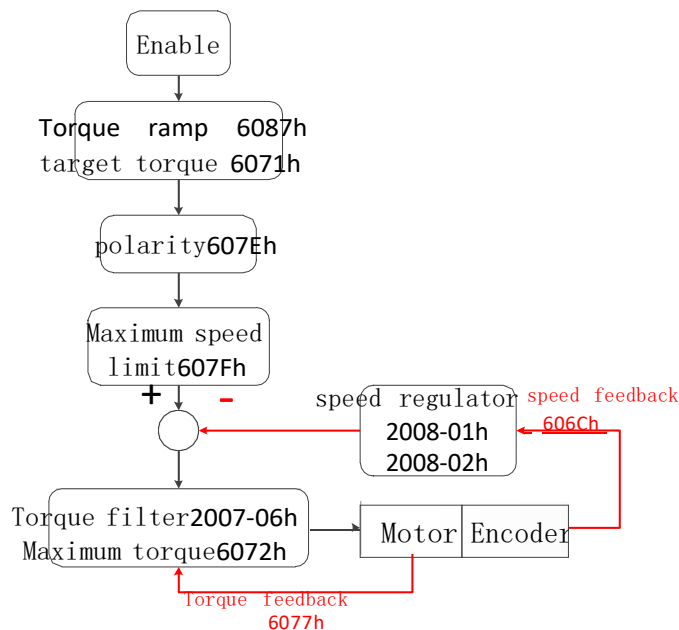 Enable
Torque ramp 6087h
target torque 6071h
polarity607Eh
Maximum speed
limit607Fh
+ -
speed regulator
2008-01h
2008-02h
speed feedback
606Ch
Torque filter2007-06h
Maximum torque6072h
Motor
Encoder
Torque feedback
6077h